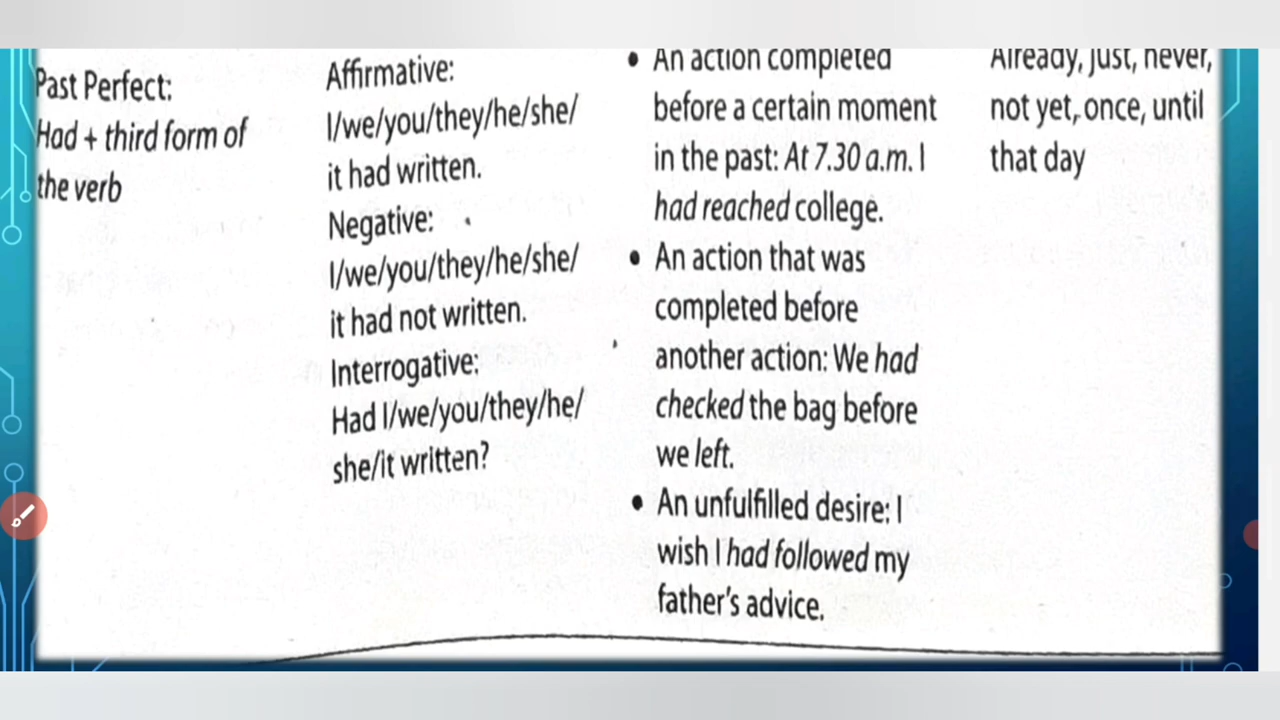 Past Perfect:
Had + third form of
the verb
Affirmative:
I/we/you/they/he/she/
it had written.
Negative:
I/we/you/they/he/she/
it had not written.
Interrogative:
Had I/we/you/they/he/
she/it written?
• An action completed
before a certain moment
in the past: At 7.30 a.m. I
had reached college.
• An action that was
completed before
another action: We had
checked the bag before
we left.
• An unfulfilled desire: I
wish I had followed my
father's advice.
Already, just, never,
not yet, once, until
that day